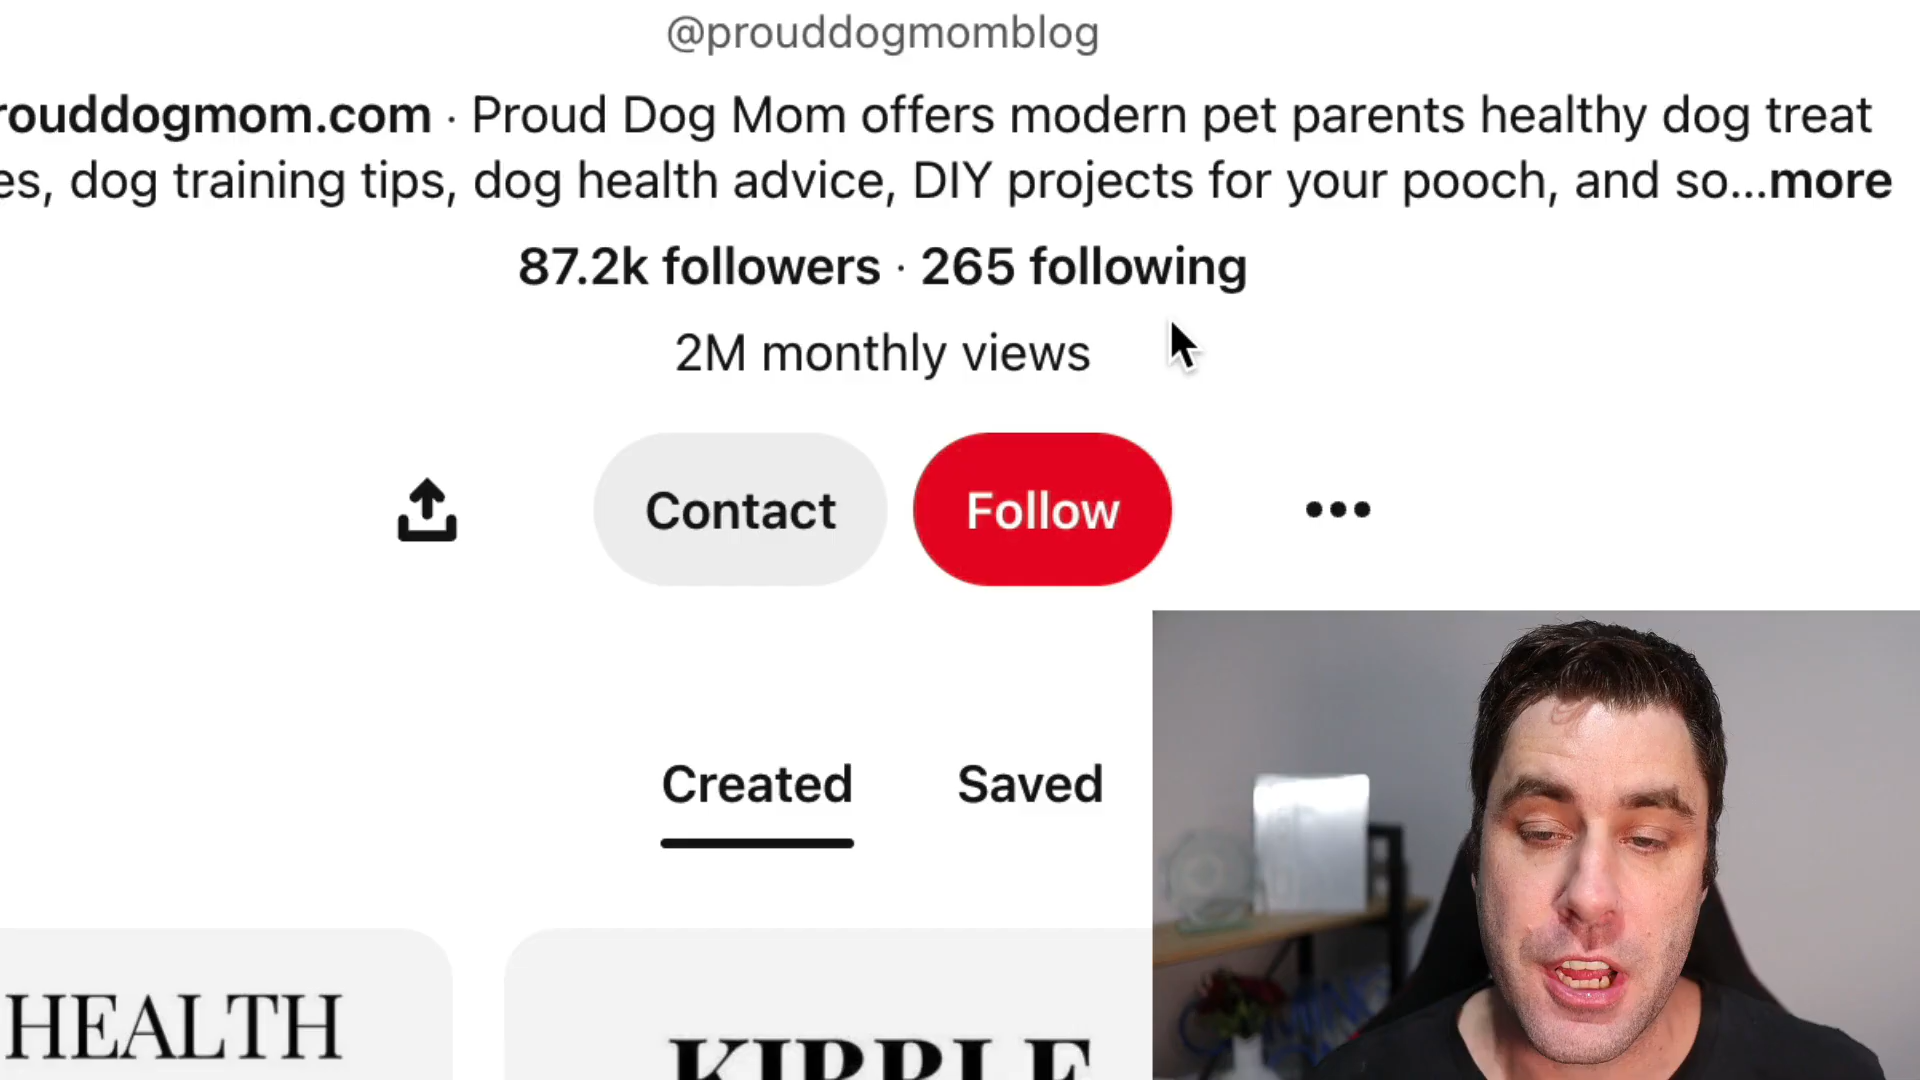 @prouddogmomblog
rouddogmom.com · Proud Dog Mom offers modern pet parents healthy dog treat
es, dog training tips, dog health advice, DIY projects for your pooch, and so...more
87.2k followers · 265 following
2M monthly views
Contact
Follow
Created
Saved
HEALTH
KIBBLE